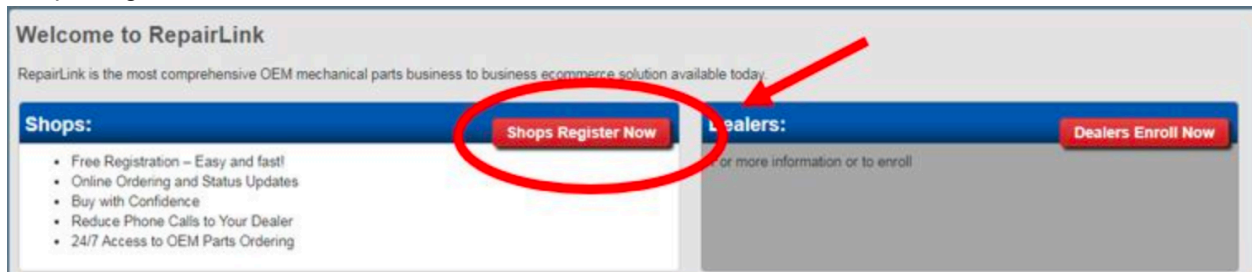 Welcome to RepairLink
RepairLink is the most comprehensive OEM mechanical parts business to business ecommerce solution available today.
Shops:
Shops Register Now
• Free Registration – Easy and fast!
• Online Ordering and Status Updates
• Buy with Confidence
• Reduce Phone Calls to Your Dealer
• 24/7 Access to OEM Parts Ordering
Dealers:
Dealers Enroll Now
For more information or to enroll